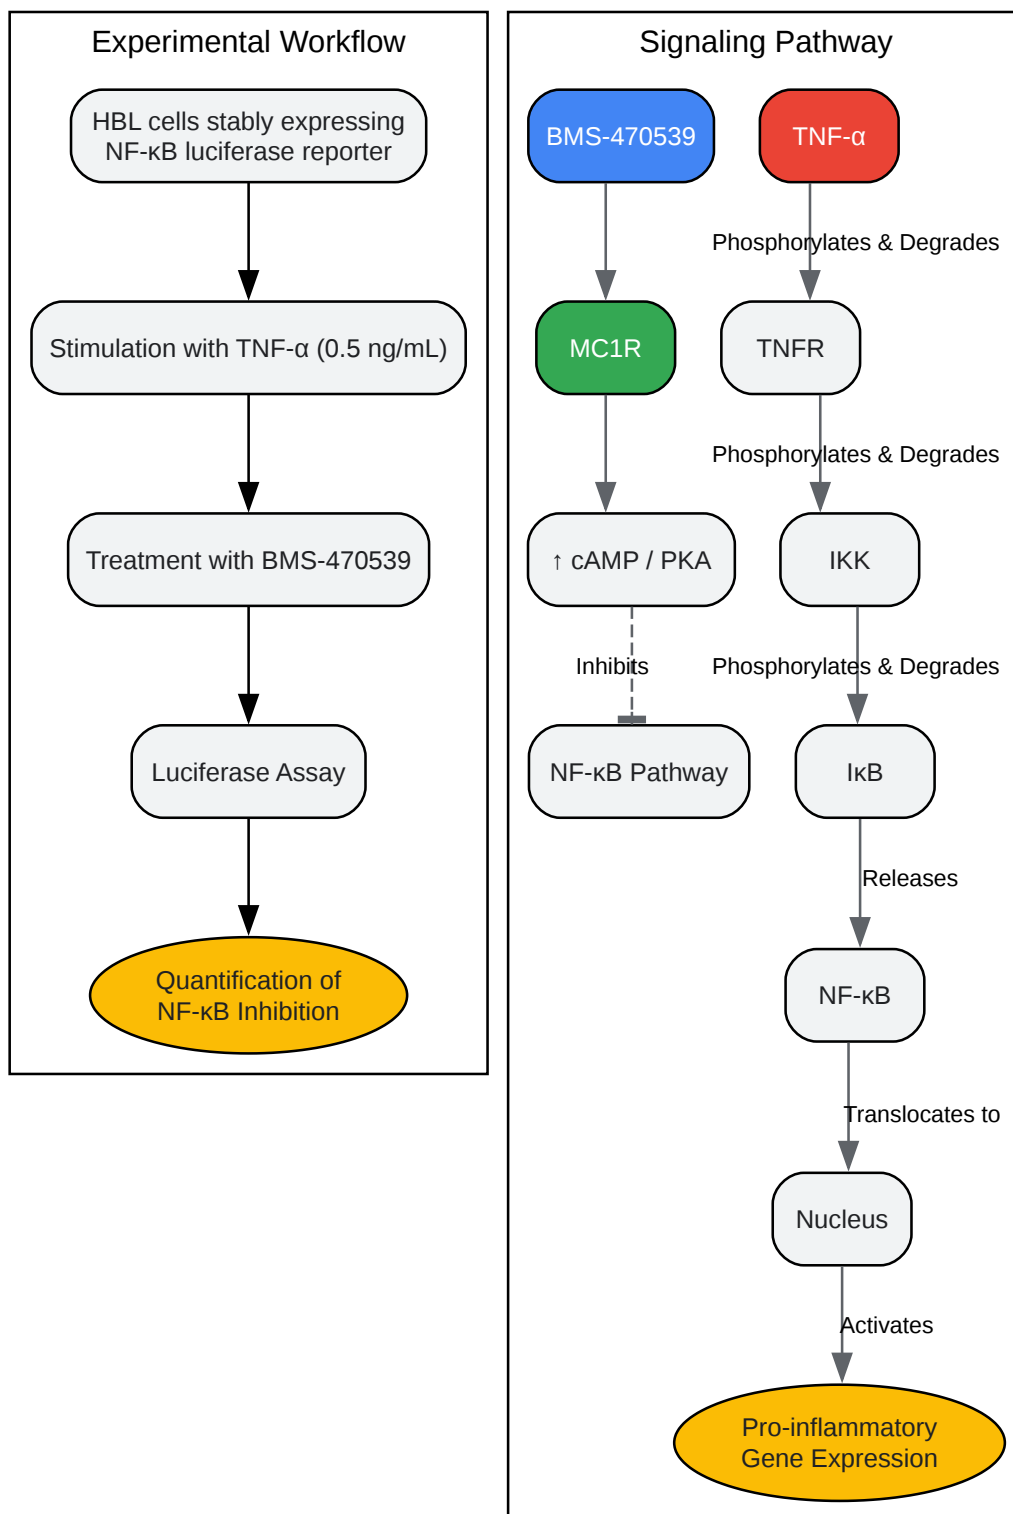 Experimental Workflow
HBL cells stably expressing
NF-κB luciferase reporter
Stimulation with TNF-α (0.5 ng/mL)
Treatment with BMS-470539
Luciferase Assay
Quantification of
NF-κB Inhibition
Signaling Pathway
BMS-470539
TNF-α
Phosphorylates & Degrades
MC1R
TNFR
Phosphorylates & Degrades
↑ cAMP / PKA
IKK
Inhibits
Phosphorylates & Degrades
NF-κB Pathway
IκB
Releases
NF-κB
Translocates to
Nucleus
Activates
Pro-inflammatory
Gene Expression